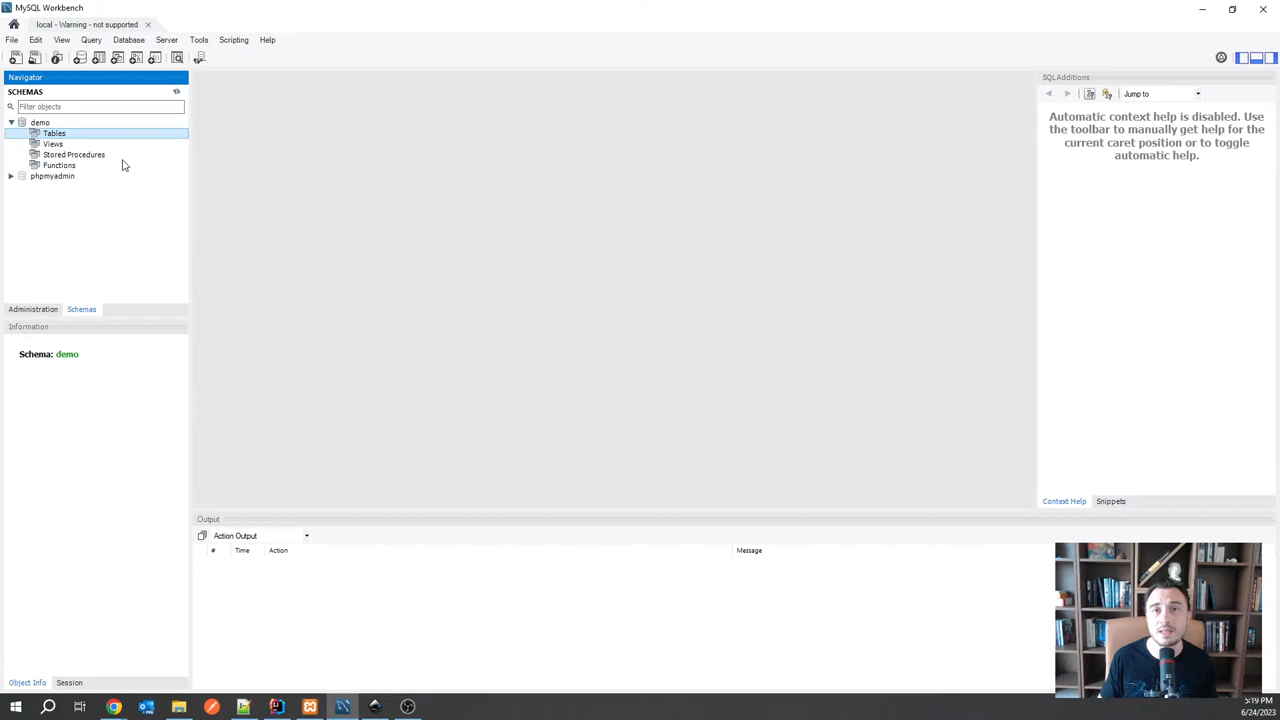 MySQL Workbench
local - Warning - not supported
File Edit View Query Database Server Tools Scripting Help
Navigator
SCHEMAS
Filter objects
demo
Tables
Views
Stored Procedures
Functions
phpmyadmin
Administration Schemas
Information
Schema: demo
Object Info Session
SQLAdditions
Jump to
Automatic context help is disabled. Use
the toolbar to manually get help for the
current caret position or to toggle
automatic help.
Context Help Snippets
Output
Action Output
# Time Action Message
5:19 PM
6/24/2023